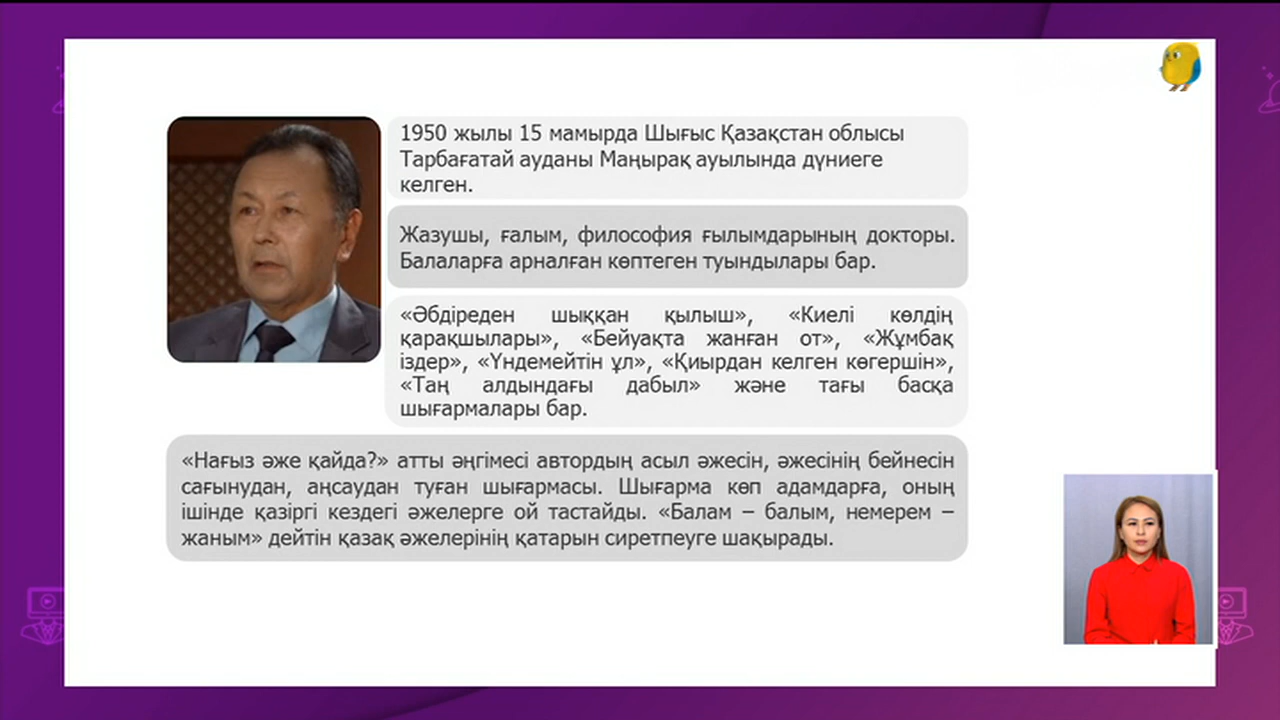 1950 жылы 15 мамырда Шығыс Қазақстан облысы
Тарбағатай ауданы Маңырақ ауылында дүниеге
келген.
Жазушы, ғалым, философия ғылымдарының докторы.
Балаларға арналған көптеген туындылары бар.
«Әбдіреден шыққан қылыш», «Киелі көлдің
қарақшылары», «Бейуақта жанған от», «Жұмбақ
іздер», «Үндемейтін ұл», «Қиырдан келген көгершін»,
«Таң алдындағы дабыл» және тағы басқа
шығармалары бар.
«Нағыз әже қайда?» атты әңгімесі автордың асыл әжесін, әжесінің бейнесін
сағынудан, аңсаудан туған шығармасы. Шығарма көп адамдарға, оның
ішінде қазіргі кездегі әжелерге ой тастайды. «Балам – балым, немерем –
жаным» дейтін қазақ әжелерінің қатарын сиретпеуге шақырады.